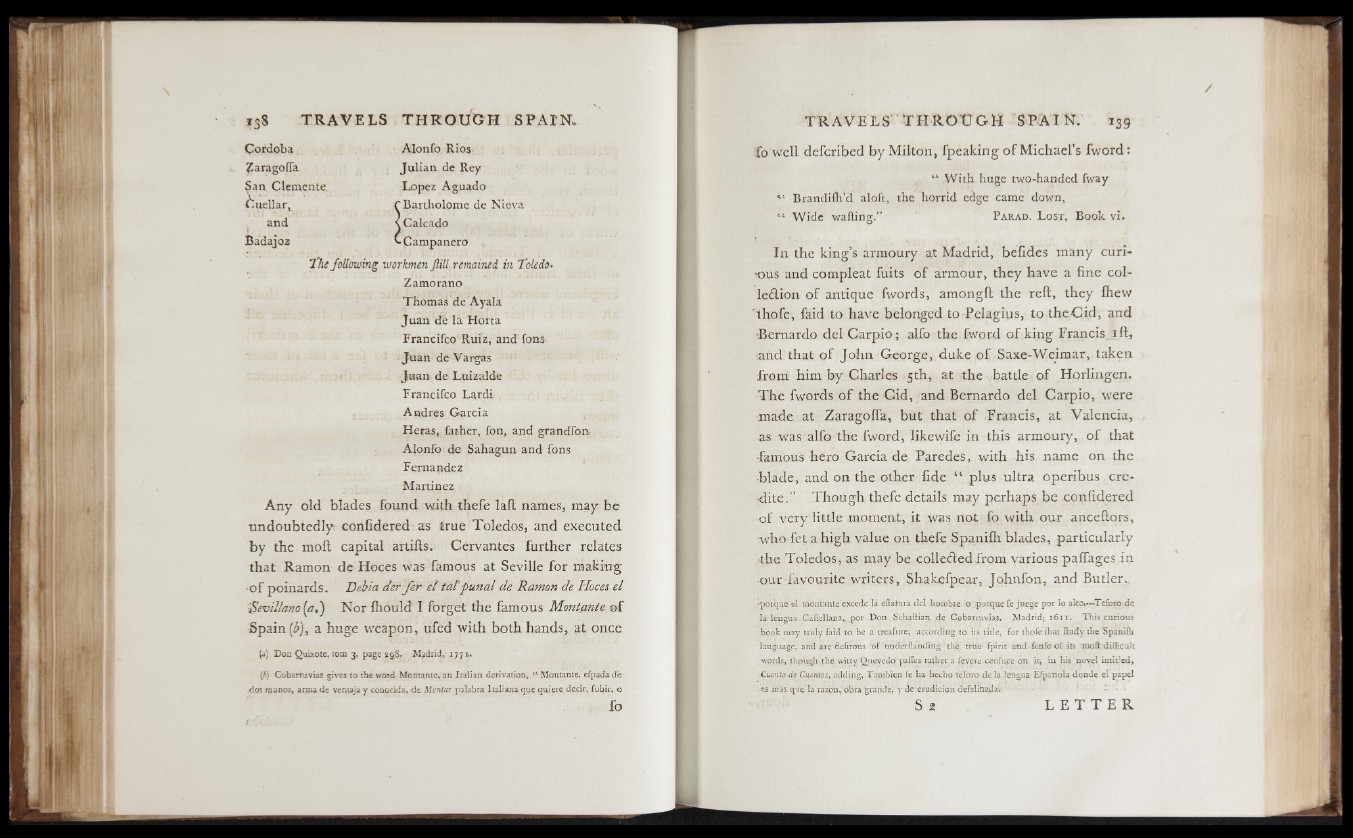 138 TRAVELS THROUGH SPAIN.
Cordoba Alonſo Rios
Zaragoſſa Julian de Rey
San Clemente Lopez Aguado
Cuellar, Bartholome de Nieva
and Calcado
Badajoz Campanero
The following workmen ſtill remained in Toledo.
Zamorano
Thomas de Ayala
Juan de la Horta
Franciſco Ruiz, and ſons
Juan de Vargas
Juan de Luizalde
Franciſco Lardi
Andres Garcia
Heras, father, ſon, and grandſon
Alonſo de Sahagun and ſons
Fernandez
Martinez
Any old blades found with theſe laſt names, may be
undoubtedly conſidered as true Toledos, and executed
by the moſt capital artiſts. Cervantes further relates
that Ramon de Hoces was famous at Seville for making
of poinards. Debia der ſer el tal punal de Ramon de Hoces el
Sevillano (a.) Nor ſhould I forget the famous Montante of
Spain (b), a huge weapon, uſed with both hands, at once
(a) Don Quixote, tom 3, page 298. Madrid, 1771.
(b) Cobarruvias gives to the word Montante, an Italian derivation, “ Montante, eſpada de
dos manos, arma de ventaja y conocida, de Montar palabra Italiana que quiere decir, ſubir, o
ſo
TRAVELS THROUGH SPAIN. 139
ſo well deſcribed by Milton, ſpeaking of Michael's ſword:
“ With huge two-handed ſway
“ Brandiſh'd aloft, the horrid edge came down,
“ Wide waſting.” PARAD. LOST, Book vi.
In the king's armoury at Madrid, beſides many curi-
ous and compleat ſuits of armour, they have a fine col-
lection of antique ſwords, amongſt the reſt, they ſhew
thoſe, ſaid to have belonged to Pelagius, to the Cid, and
Bernardo del Carpio; alſo the ſword of king Francis 1ſt,
and that of John George, duke of Saxe-Weimar, taken
from him by Charles 5th, at the battle of Horlingen.
The ſwords of the Cid, and Bernardo del Carpio, were
made at Zaragoſſa, but that of Francis, at Valencia,
as was alſo the ſword, likewiſe in this armoury, of that
famous hero Garcia de Paredes, with his name on the
blade, and on the other ſide “ plus ultra operibus cre-
dite.” Though theſe details may perhaps be conſidered
of very little moment, it was not ſo with our anceſtors,
who ſet a high value on theſe Spaniſh blades, particularly
the Toledos, as may be collected from various paſſages in
our favourite writers, Shakeſpear, Johnſon, and Butler.
porque el montante excede la eſtatura del hombre o porque ſe juege por lo alto.—Teſoro de
la lengua Caſtellana, por Don Sebaſtian de Cobarruvias. Madrid, 1611. This curious
book may truly ſaid to be a treaſure, according to its title, for thoſe that ſtudy the Spaniſh
language, and are deſirous of underſtanding the true ſpirit and ſenſe of its moſt difficult
words, though the witty Quevedo paſſes rather a ſevere cenſure on it, in his novel intitled,
Cuento de Cuentos, adding, Tambien ſe ha hecho teſoro de la lengua Eſpanola donde el papel
es mas que la razon, obra grande, y de erudicion deſaliñada.
S 2 LETTER